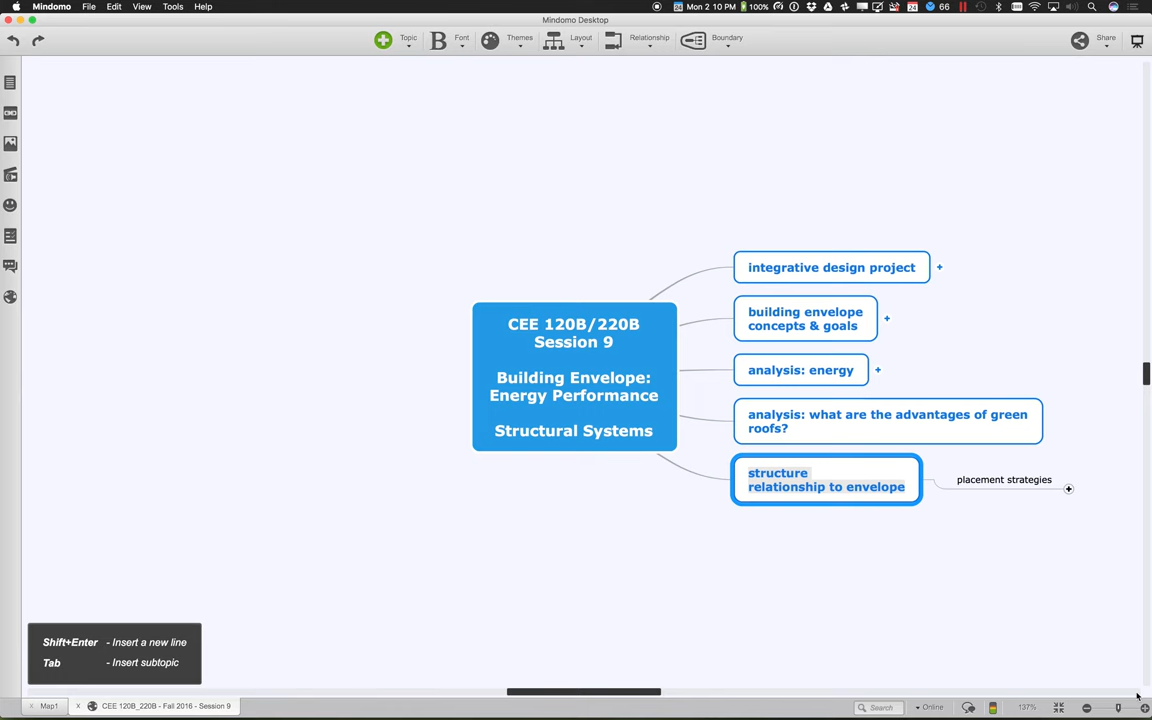 Mindomo File Edit View Tools Help
Mon 2 10 PM 100% 24 66
Mindomo Desktop
Topic Font Themes Layout Relationship Boundary Share
integrative design project
building envelope
concepts & goals
CEE 120B/220B
Session 9
Building Envelope:
Energy Performance
Structural Systems
analysis: energy
analysis: what are the advantages of green
roofs?
structure
relationship to envelope
placement strategies
Shift+Enter - Insert a new line
Tab - Insert subtopic
x Map1 x CEE 120B_220B - Fall 2016 - Session 9 Search Online 137%